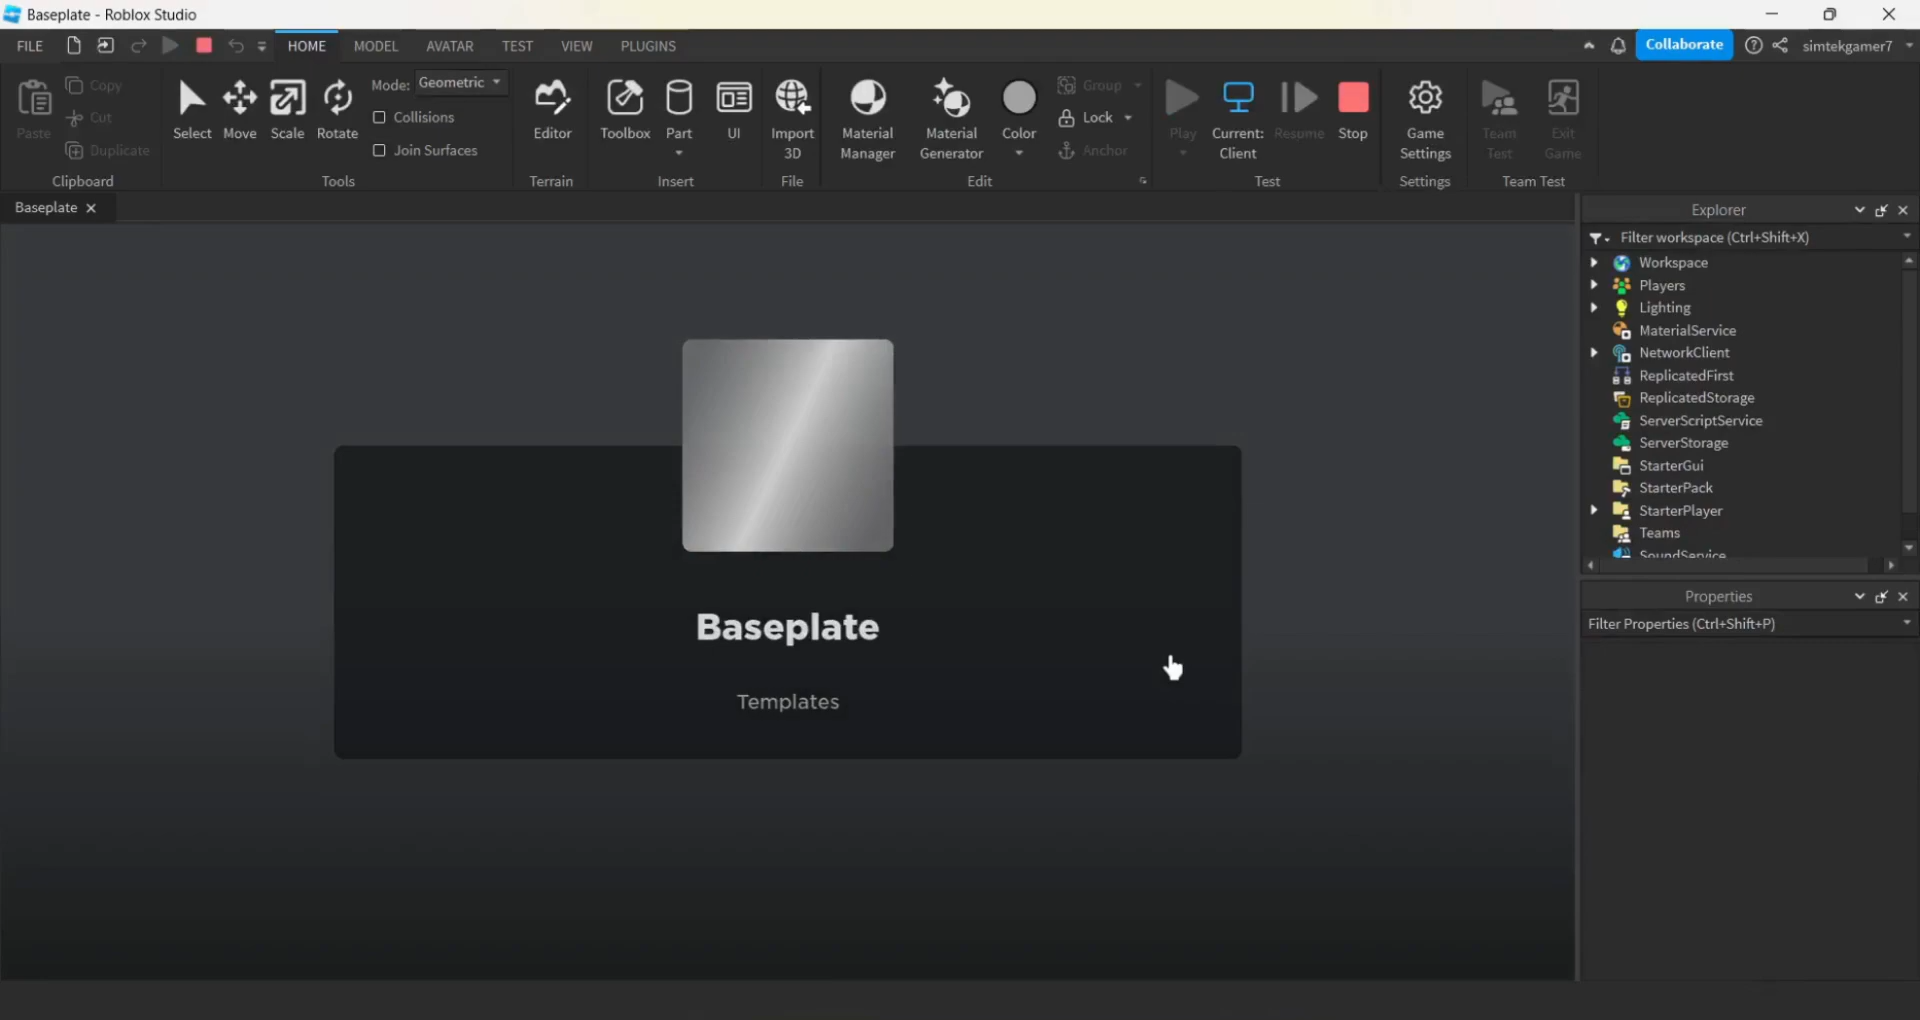 Baseplate - Roblox Studio
FILE HOME MODEL AVATAR TEST VIEW PLUGINS Collaborate simtekgamer7
Paste Copy Cut Duplicate
Clipboard
Select Move Scale Rotate
Mode: Geometric
Collisions
Join Surfaces
Tools
Editor
Terrain
Toolbox Part UI
Insert
Import 3D
File
Material Manager
Material Generator
Color
Group
Lock
Anchor
Edit
Play
Current: Client
Resume
Stop
Test
Game Settings
Settings
Team Test
Exit Game
Team Test
Baseplate
Baseplate
Templates
Explorer
Filter workspace (Ctrl+Shift+X)
Workspace
Players
Lighting
MaterialService
NetworkClient
ReplicatedFirst
ReplicatedStorage
ServerScriptService
ServerStorage
StarterGui
StarterPack
StarterPlayer
Teams
SoundService
Properties
Filter Properties (Ctrl+Shift+P)